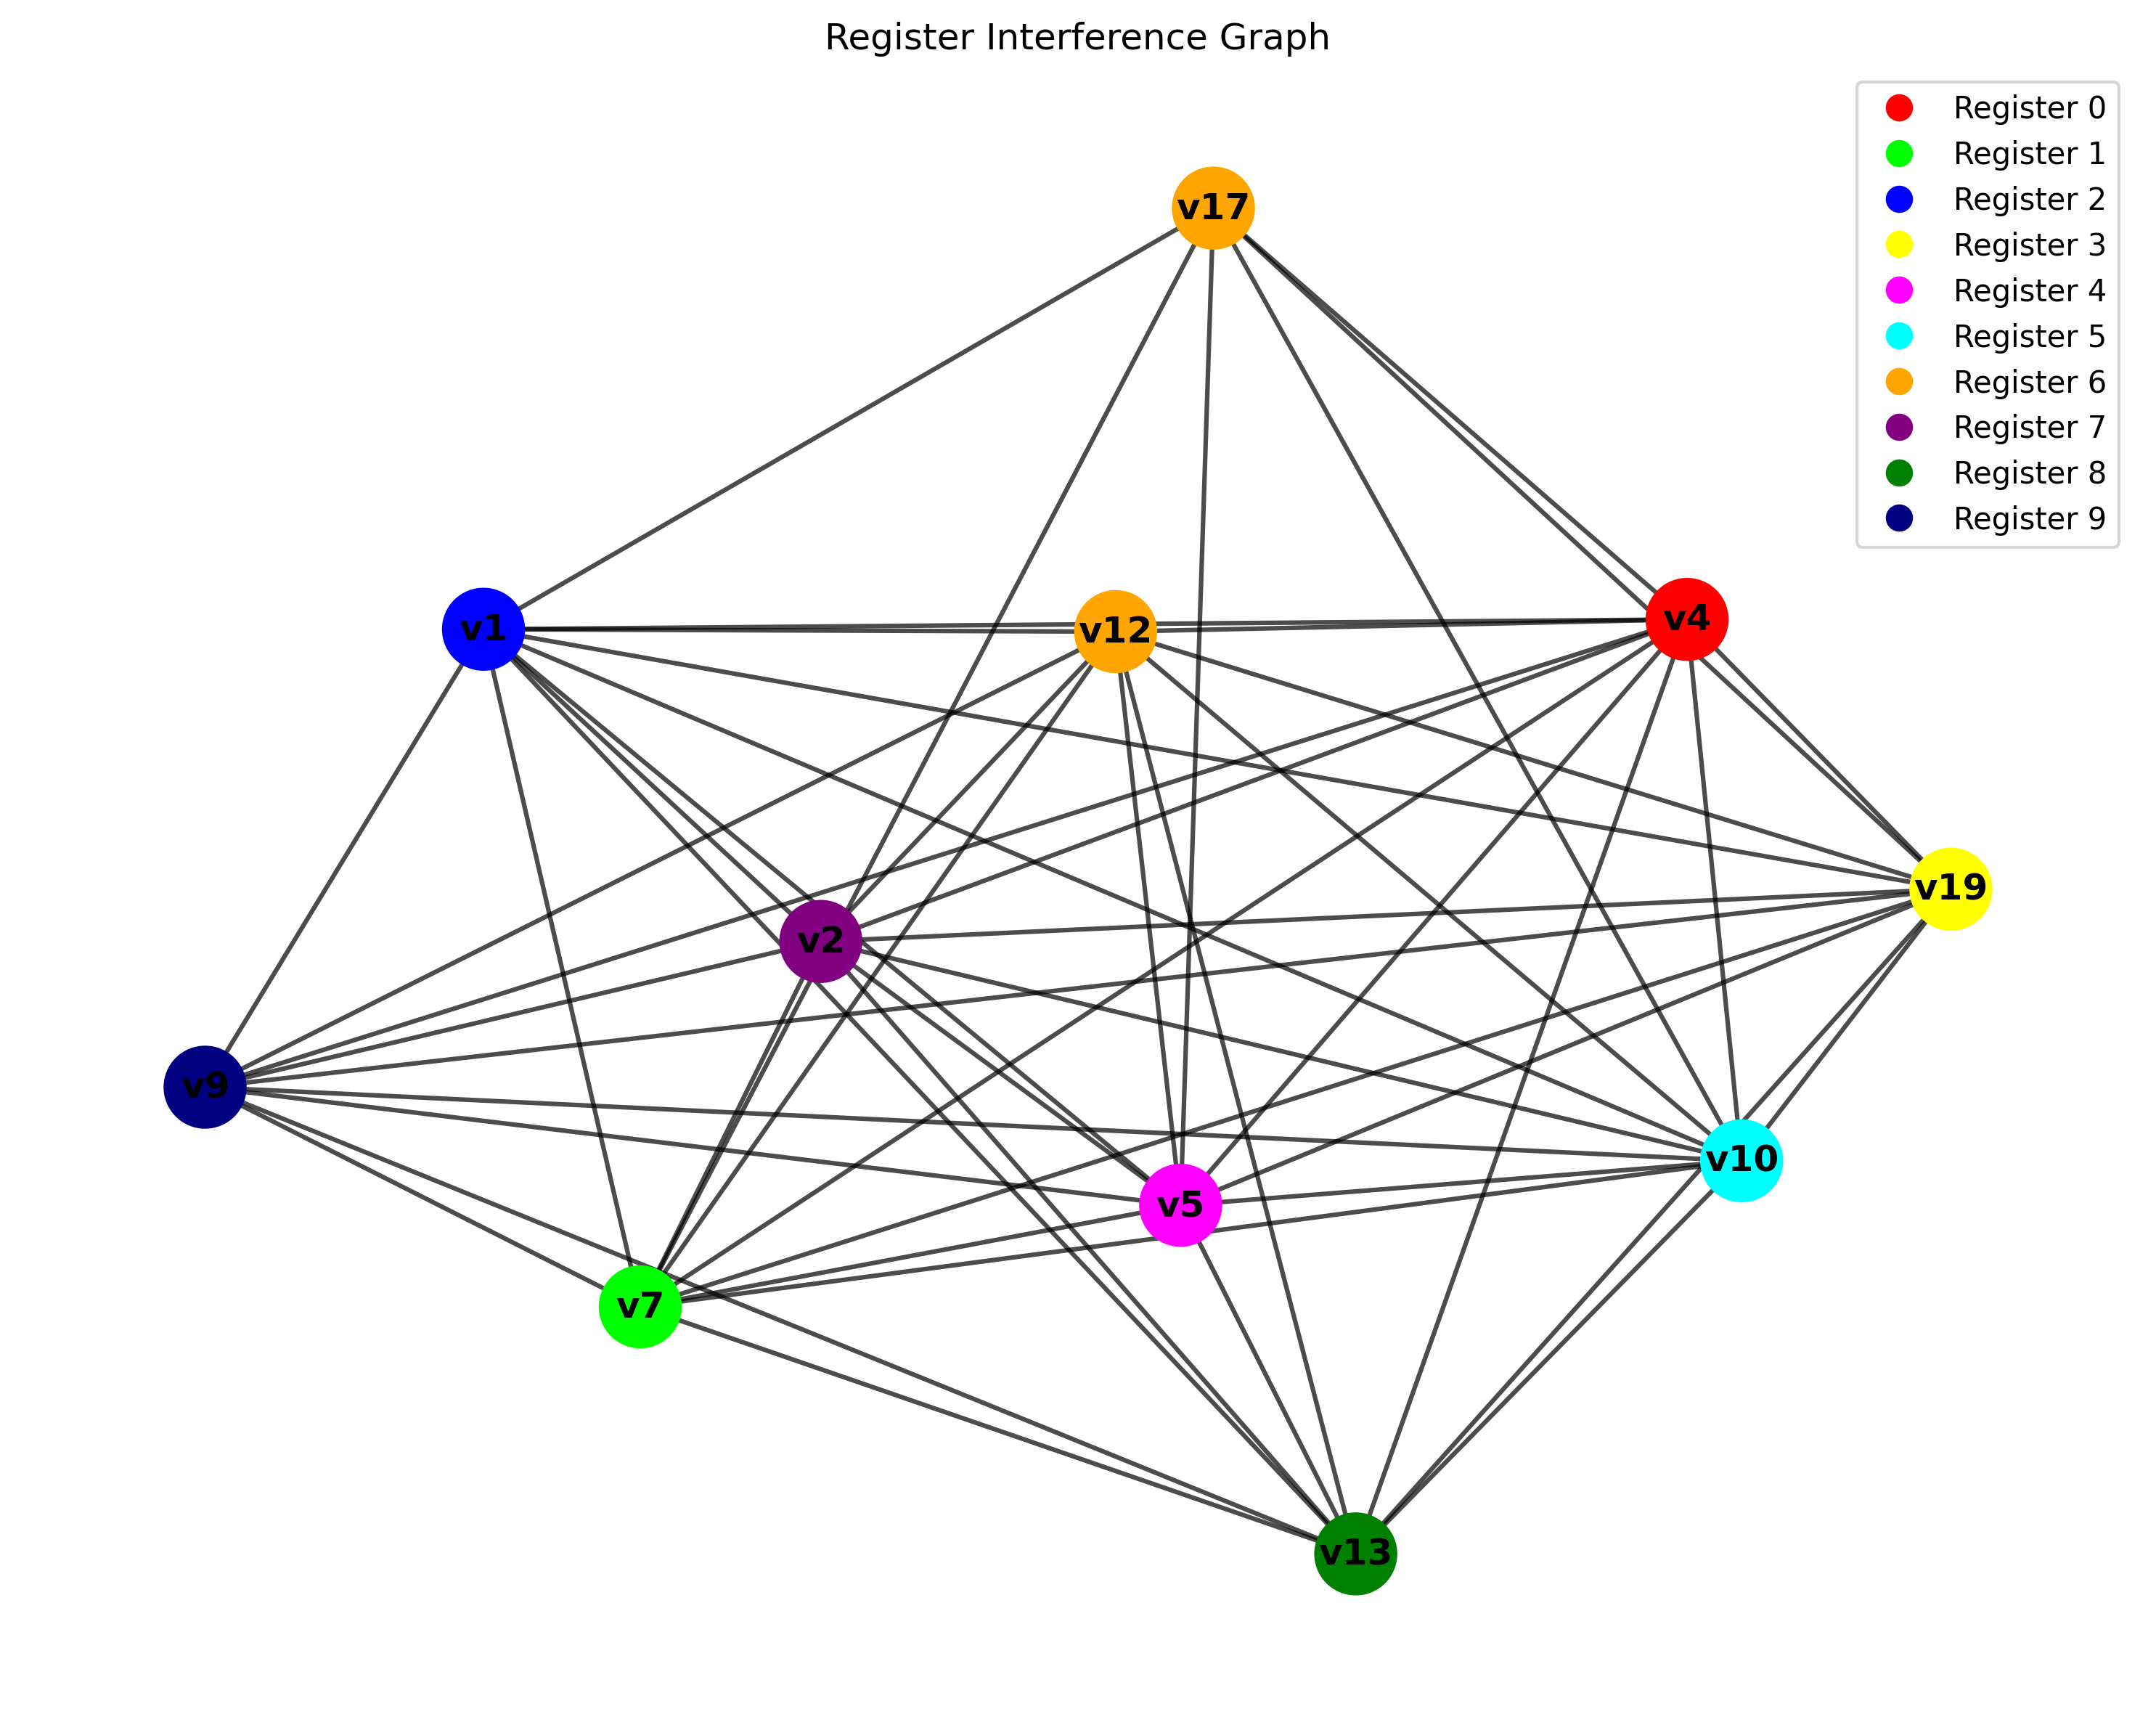 Register Interference Graph
Register 0
Register 1
Register 2
Register 3
Register 4
Register 5
Register 6
Register 7
Register 8
Register 9
v17
v1
v12
v4
v19
v2
v9
v10
v5
v7
v13